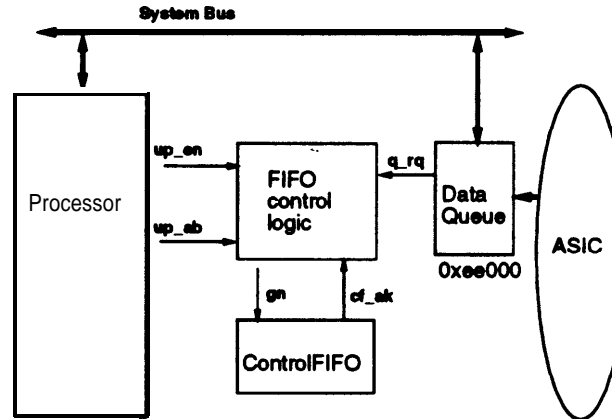 System Bus
Processor
up_en
up_ab
FIFO
control
logic
q_rq
Data
Queue
0xee000
ASIC
gn
cf_ak
ControlFIFO